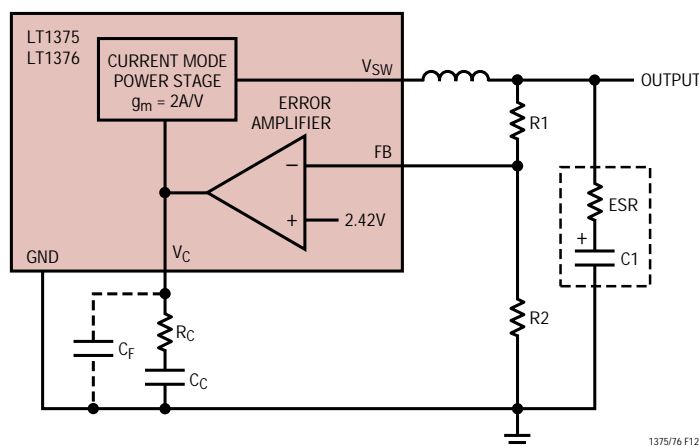 LT1375
LT1376
CURRENT MODE
POWER STAGE
gm = 2A/V
VSW
OUTPUT
ERROR
AMPLIFIER
R1
FB
−
+
2.42V
ESR
+
C1
GND
VC
R2
RC
CF
CC
1375/76 F12